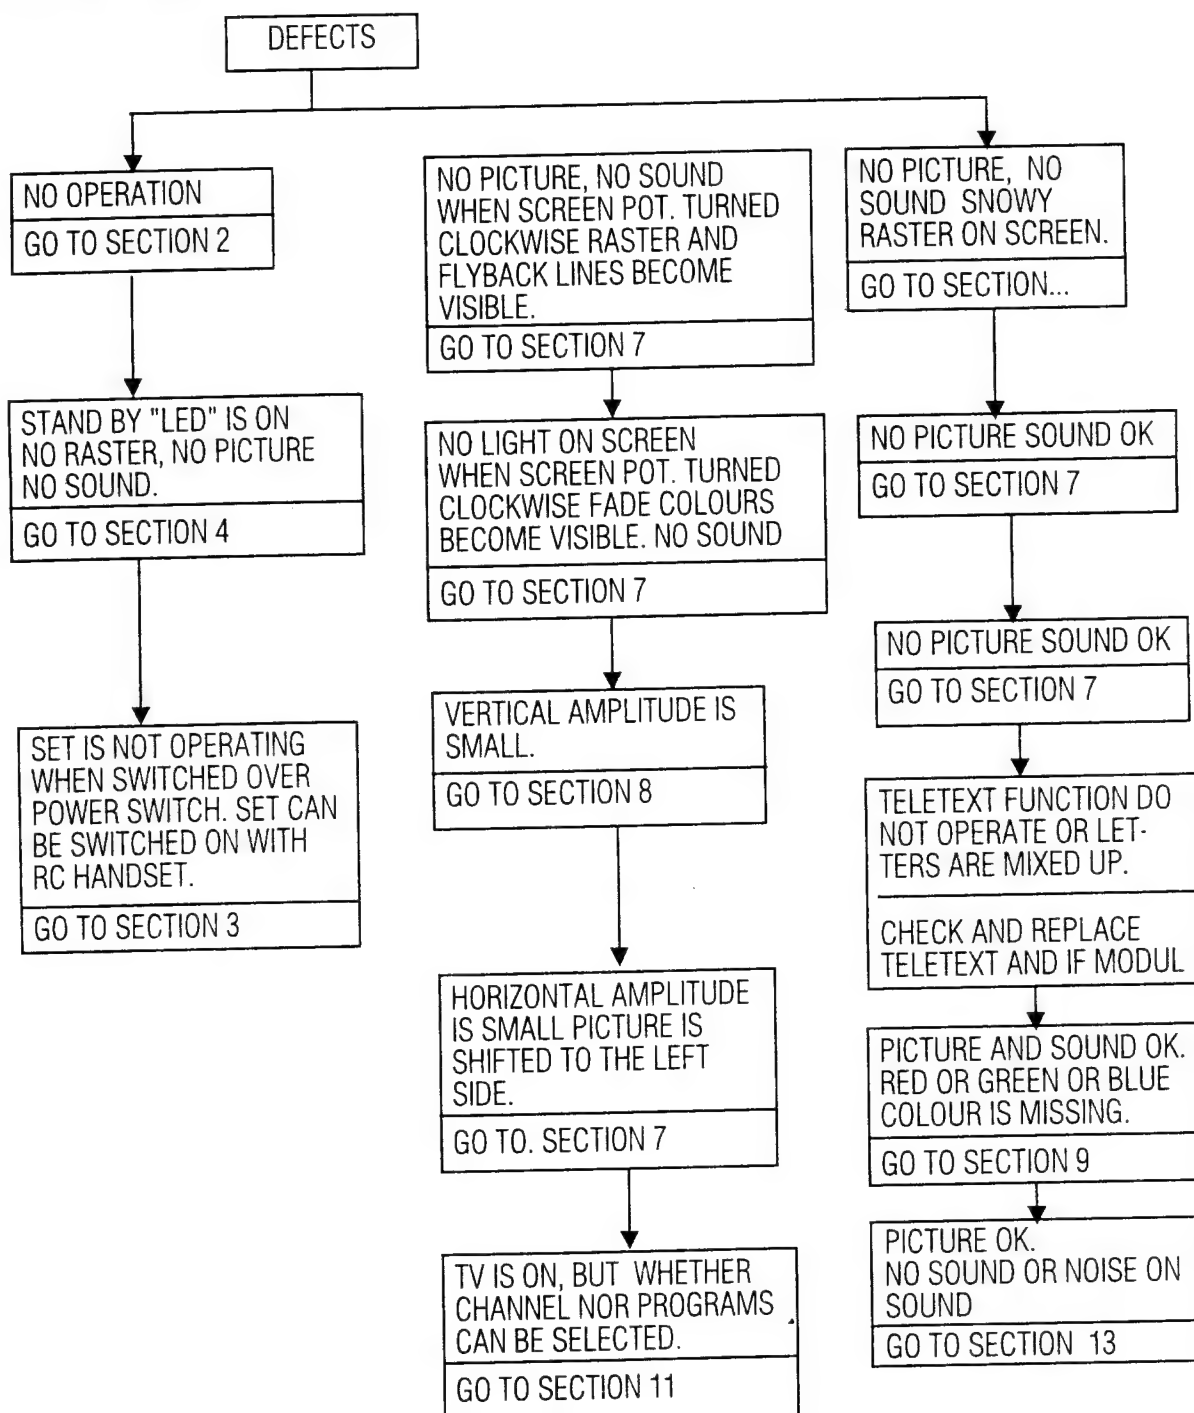 DEFECTS
NO OPERATION
GO TO SECTION 2
STAND BY "LED" IS ON
NO RASTER, NO PICTURE
NO SOUND.
GO TO SECTION 4
SET IS NOT OPERATING
WHEN SWITCHED OVER
POWER SWITCH. SET CAN
BE SWITCHED ON WITH
RC HANDSET.
GO TO SECTION 3
NO PICTURE, NO SOUND
WHEN SCREEN POT. TURNED
CLOCKWISE RASTER AND
FLYBACK LINES BECOME
VISIBLE.
GO TO SECTION 7
NO LIGHT ON SCREEN
WHEN SCREEN POT. TURNED
CLOCKWISE FADE COLOURS
BECOME VISIBLE. NO SOUND
GO TO SECTION 7
VERTICAL AMPLITUDE IS
SMALL.
GO TO SECTION 8
HORIZONTAL AMPLITUDE
IS SMALL PICTURE IS
SHIFTED TO THE LEFT
SIDE.
GO TO. SECTION 7
TV IS ON, BUT WHETHER
CHANNEL NOR PROGRAMS
CAN BE SELECTED.
GO TO SECTION 11
NO PICTURE, NO
SOUND SNOWY
RASTER ON SCREEN.
GO TO SECTION...
NO PICTURE SOUND OK
GO TO SECTION 7
NO PICTURE SOUND OK
GO TO SECTION 7
TELETEXT FUNCTION DO
NOT OPERATE OR LET-
TERS ARE MIXED UP.
CHECK AND REPLACE
TELETEXT AND IF MODUL
PICTURE AND SOUND OK.
RED OR GREEN OR BLUE
COLOUR IS MISSING.
GO TO SECTION 9
PICTURE OK.
NO SOUND OR NOISE ON
SOUND
GO TO SECTION 13